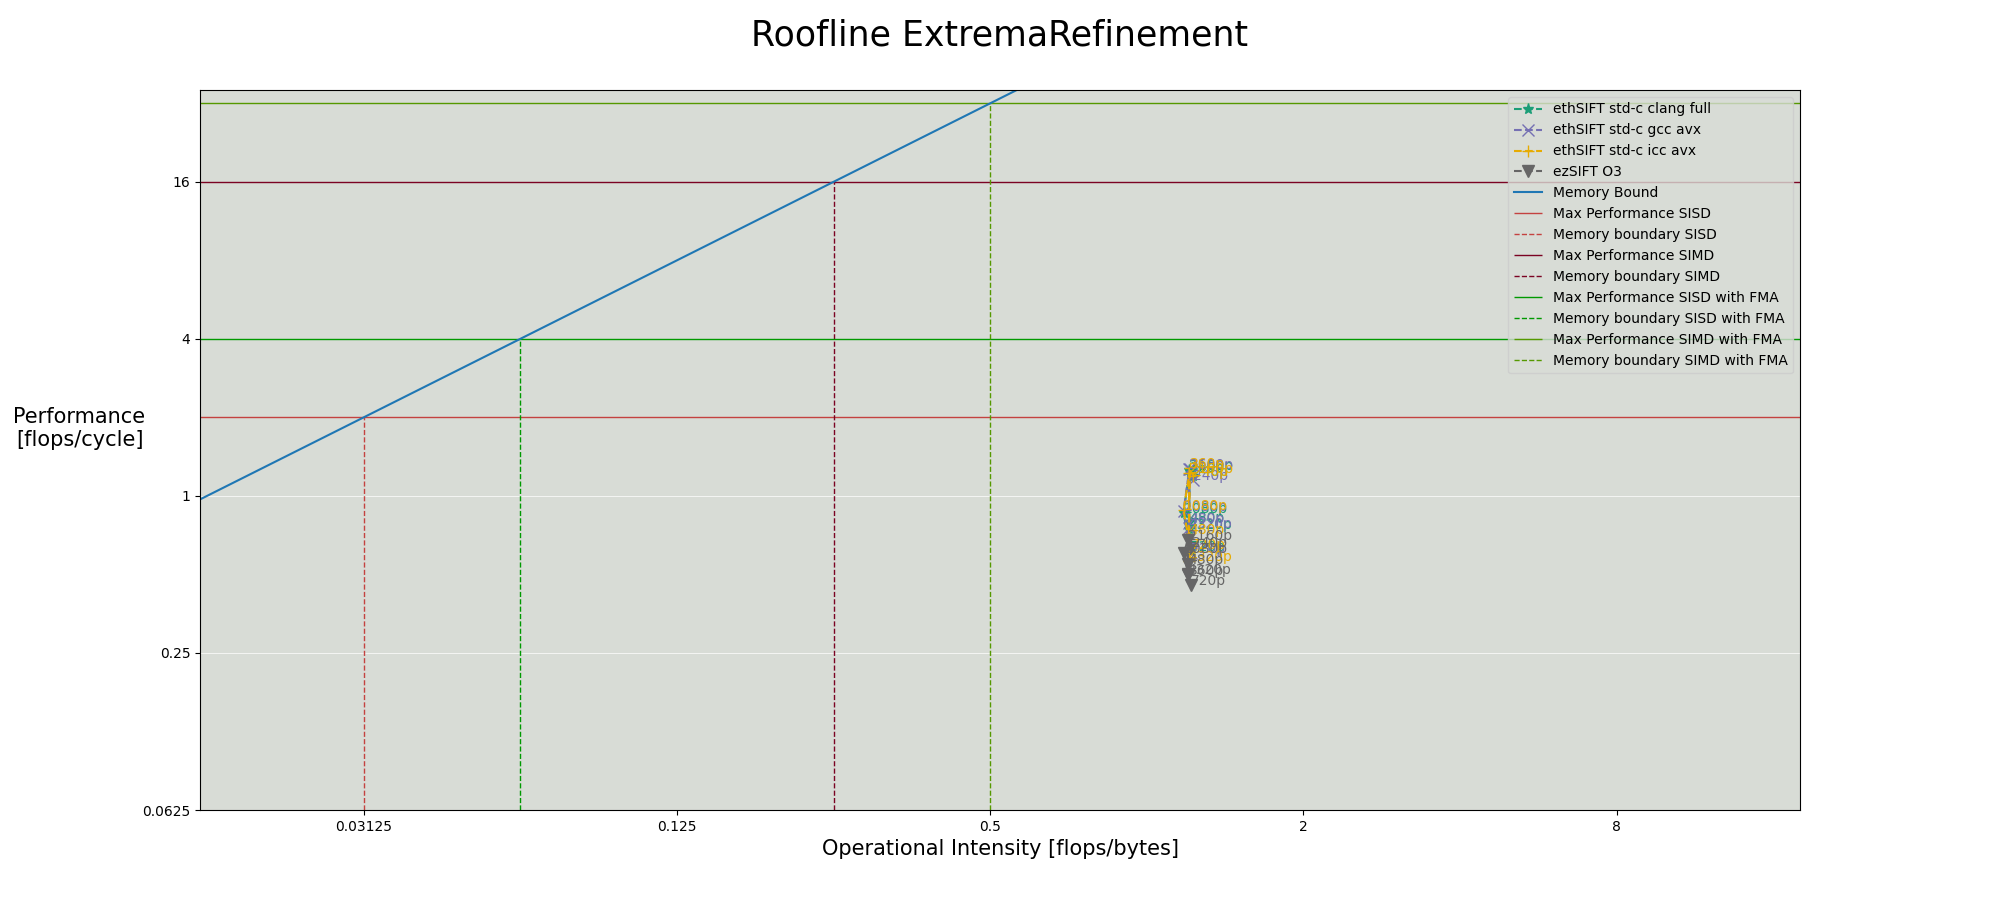 Roofline ExtremaRefinement
ethSIFT std-c clang full
ethSIFT std-c gcc avx
ethSIFT std-c icc avx
ezSIFT O3
Memory Bound
Max Performance SISD
Memory boundary SISD
Max Performance SIMD
Memory boundary SIMD
Max Performance SISD with FMA
Memory boundary SISD with FMA
Max Performance SIMD with FMA
Memory boundary SIMD with FMA
16
4
Performance
[flops/cycle]
1
0.25
0.0625
720p
0.03125
0.125
0.5
2
8
Operational Intensity [flops/bytes]